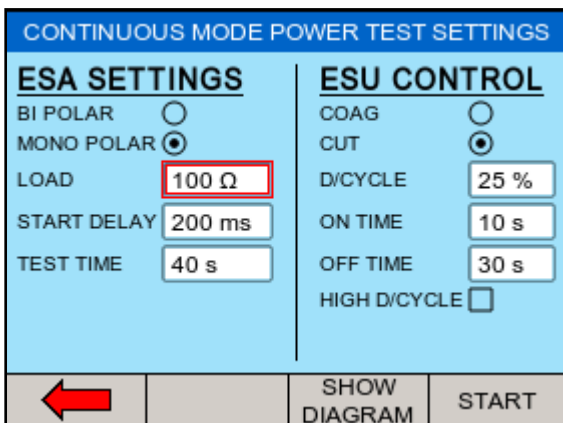 CONTINUOUS MODE POWER TEST SETTINGS
ESA SETTINGS
BI POLAR
MONO POLAR
LOAD 100 Ω
START DELAY 200 ms
TEST TIME 40 s
ESU CONTROL
COAG
CUT
D/CYCLE 25 %
ON TIME 10 s
OFF TIME 30 s
HIGH D/CYCLE
SHOW
DIAGRAM
START